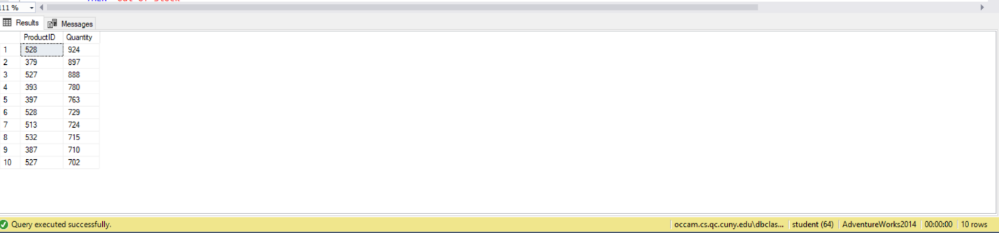 111 %
Results Messages
ProductID Quantity
1 528 924
2 379 897
3 527 888
4 393 780
5 397 763
6 528 729
7 513 724
8 532 715
9 387 710
10 527 702
Query executed successfully. occam.cs.qc.cuny.edu\dbclas... student (64) AdventureWorks2014 00:00:00 10 rows